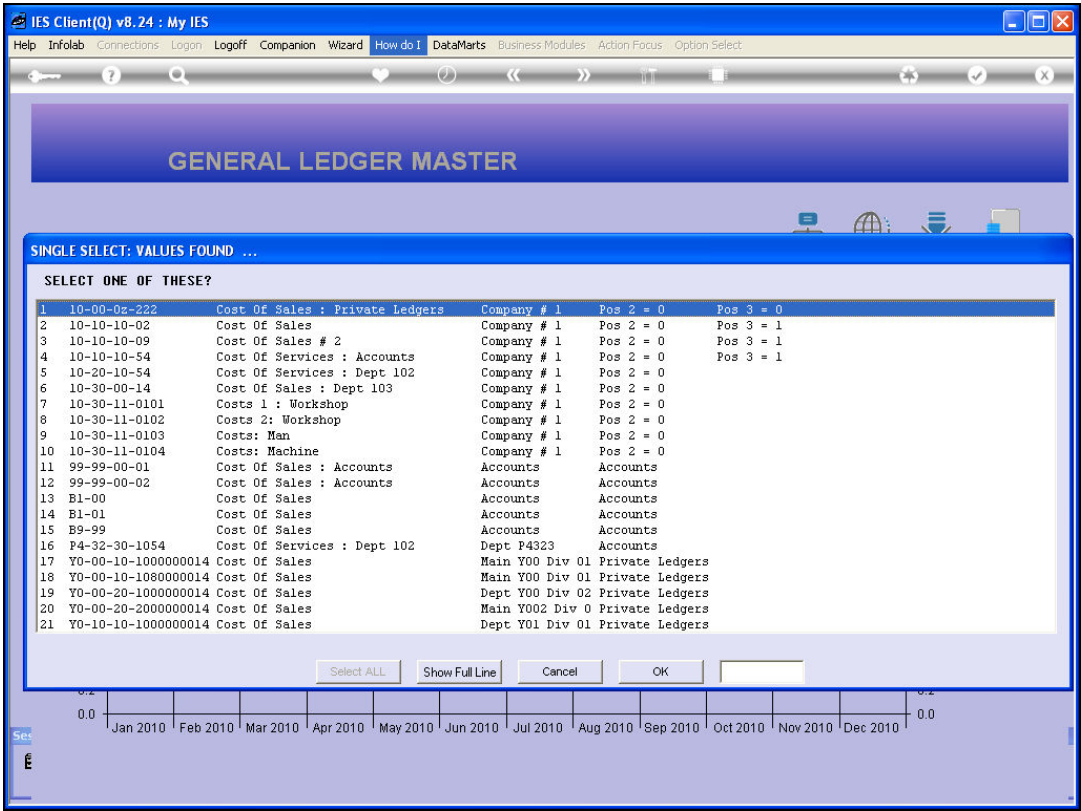 IES Client(Q) v8.24 : My IES
Help Infolab Connections Logon Logoff Companion Wizard How do I DataMarts Business Modules Action Focus Option Select
GENERAL LEDGER MASTER
SINGLE SELECT: VALUES FOUND ...
SELECT ONE OF THESE?
1 10-00-0z-222 Cost Of Sales : Private Ledgers Company # 1 Pos 2 = 0 Pos 3 = 0
2 10-10-10-02 Cost Of Sales Company # 1 Pos 2 = 0 Pos 3 = 1
3 10-10-10-09 Cost Of Sales # 2 Company # 1 Pos 2 = 0 Pos 3 = 1
4 10-10-10-54 Cost Of Services : Accounts Company # 1 Pos 2 = 0 Pos 3 = 1
5 10-20-10-54 Cost Of Services : Dept 102 Company # 1 Pos 2 = 0
6 10-30-00-14 Cost Of Sales : Dept 103 Company # 1 Pos 2 = 0
7 10-30-11-0101 Costs 1 : Workshop Company # 1 Pos 2 = 0
8 10-30-11-0102 Costs 2: Workshop Company # 1 Pos 2 = 0
9 10-30-11-0103 Costs: Man Company # 1 Pos 2 = 0
10 10-30-11-0104 Costs: Machine Company # 1 Pos 2 = 0
11 99-99-00-01 Cost Of Sales : Accounts Accounts Accounts
12 99-99-00-02 Cost Of Sales : Accounts Accounts Accounts
13 B1-00 Cost Of Sales Accounts Accounts
14 B1-01 Cost Of Sales Accounts Accounts
15 B9-99 Cost Of Sales Accounts Accounts
16 P4-32-30-1054 Cost Of Services : Dept 102 Dept P4323 Accounts
17 Y0-00-10-1000000014 Cost Of Sales Main Y00 Div 01 Private Ledgers
18 Y0-00-10-1080000014 Cost Of Sales Main Y00 Div 01 Private Ledgers
19 Y0-00-20-1000000014 Cost Of Sales Dept Y00 Div 02 Private Ledgers
20 Y0-00-20-2000000014 Cost Of Sales Main Y002 Div 0 Private Ledgers
21 Y0-10-10-1000000014 Cost Of Sales Dept Y01 Div 01 Private Ledgers
Select ALL Show Full Line Cancel OK
0.2 0.2
0.0 0.0
Jan 2010 Feb 2010 Mar 2010 Apr 2010 May 2010 Jun 2010 Jul 2010 Aug 2010 Sep 2010 Oct 2010 Nov 2010 Dec 2010
Ses